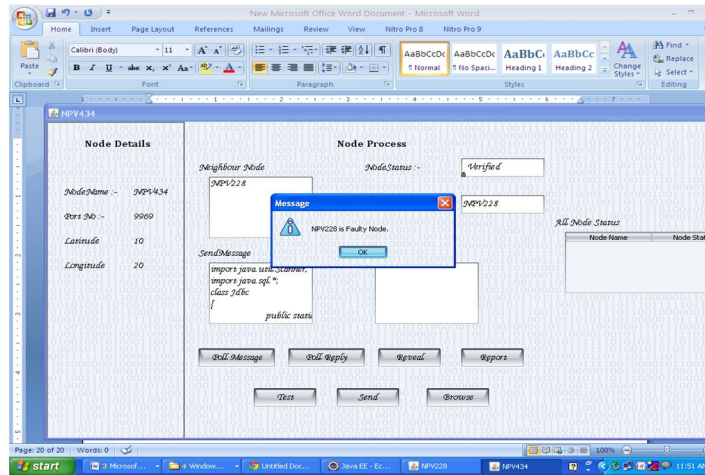 New Microsoft Office Word Document - Microsoft Word
Home Insert Page Layout References Mailings Review View Nitro Pro 8 Nitro Pro 9
Paste
Calibri (Body) 11
B I U abc x, x² Aa
AaBbCcDc AaBbCcDc AaBbC AaBbCc
¶ Normal ¶ No Spaci... Heading 1 Heading 2
Change Styles
Find
Replace
Select
Clipboard Font Paragraph Styles Editing
NPV434
Node Details
Node Process
Neighbour Node
NodeStatus :- Verified
NPV228
NodeName :- NPV434
NPV228
Port No :- 9969
Latitude 10
Longitude 20
Message
NPV228 is Faulty Node.
OK
All Node Status
Node Name Node Stat
SendMessage
import java.util.Scanner;
import java.sql.*;
class Jdbc
{
public stati
Poll Message Poll Reply Reveal Report
Test Send Browse
Page: 20 of 20 Words: 0 100%
start 3 Microsof... 4 Window... Untitled Doc... Java EE - Ec... NPV228 NPV434 11:51 AM